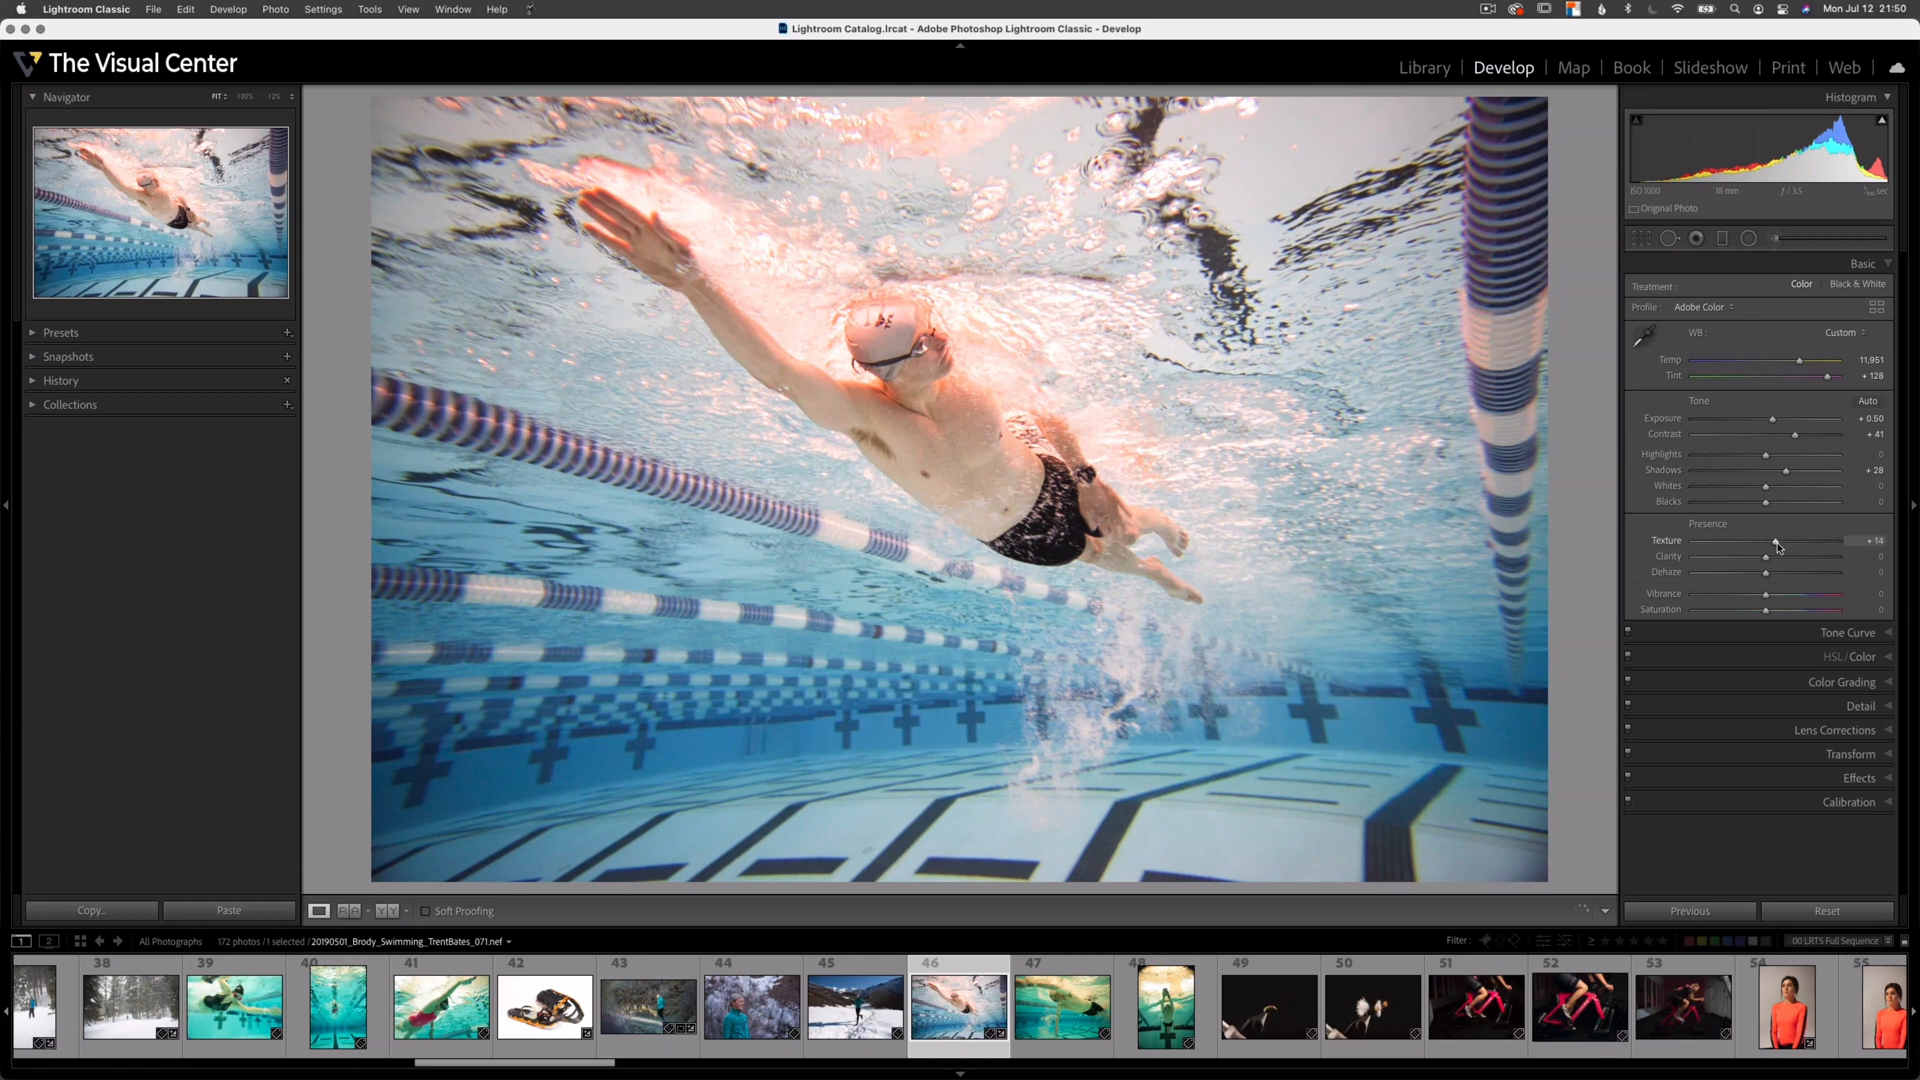 Lightroom Classic File Edit Develop Photo Settings Tools View Window Help Mon Jul 12 21:50
Lightroom Catalog.lrcat - Adobe Photoshop Lightroom Classic - Develop
The Visual Center
Library Develop Map Book Slideshow Print Web
Navigator FIT 100% 12%
Histogram
ISO 1000 18 mm ƒ / 3.5 sec
Original Photo
Basic
Treatment : Color Black & White
Profile : Adobe Color
WB : Custom
Temp 11,951
Tint + 128
Tone Auto
Exposure + 0.50
Contrast + 41
Highlights 0
Shadows + 28
Whites 0
Blacks 0
Presence
Texture + 14
Clarity 0
Dehaze 0
Vibrance 0
Saturation 0
Tone Curve
HSL / Color
Color Grading
Detail
Lens Corrections
Transform
Effects
Calibration
Presets
Snapshots
History
Collections
Copy... Paste
Soft Proofing
Previous Reset
1 2 All Photographs 172 photos / 1 selected / 20190501_Brody_Swimming_TrentBates_071.nef
Filter : 00 LRTS Full Sequence
38 39 40 41 42 43 44 45 46 47 48 49 50 51 52 53 54 55